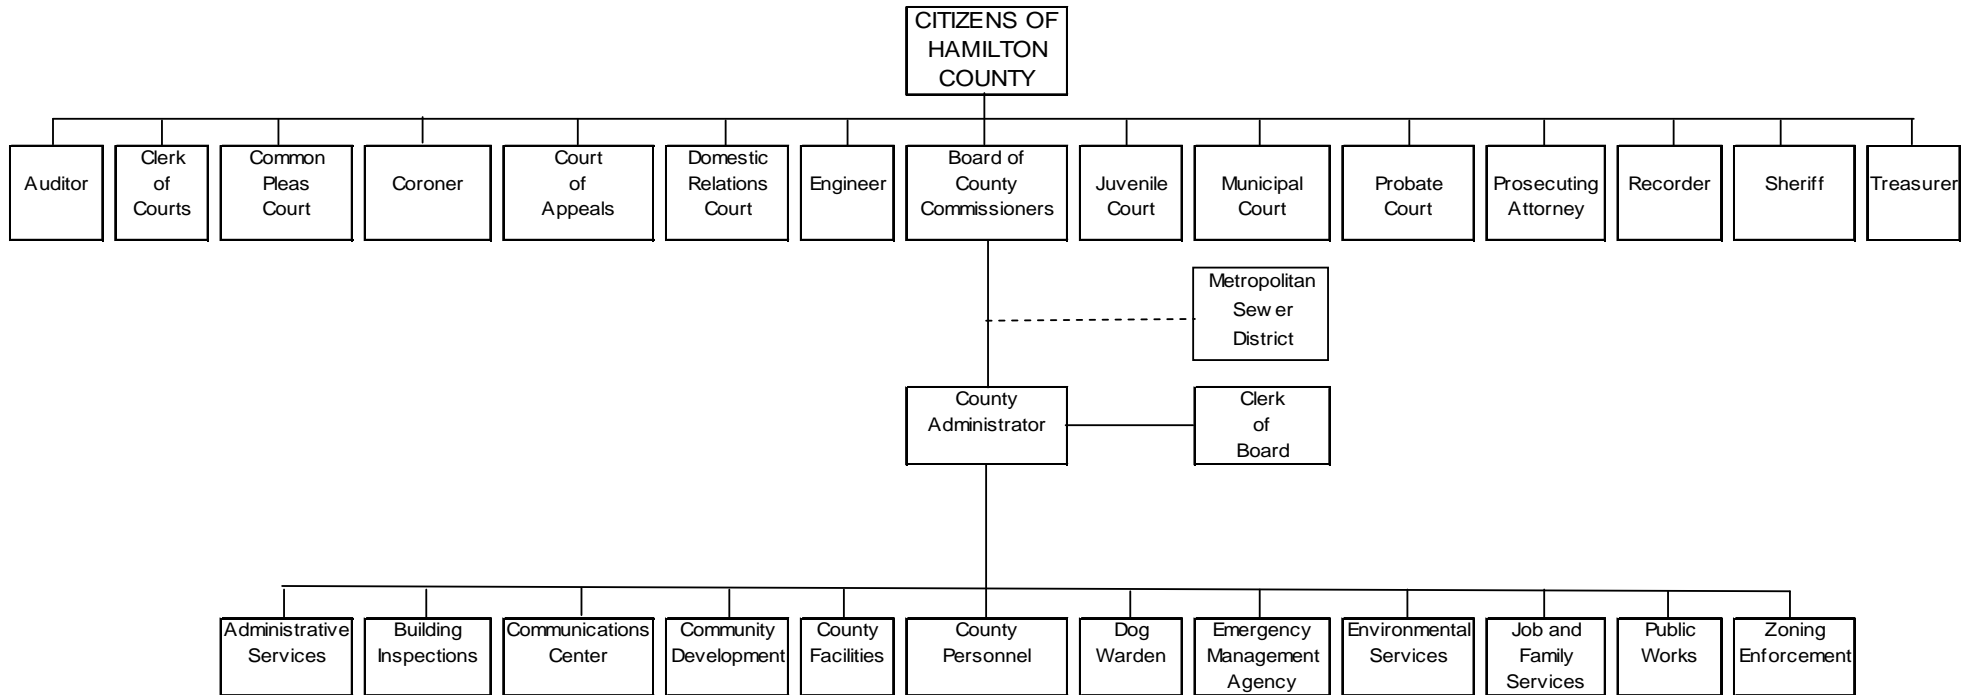 CITIZENS OF
HAMILTON
COUNTY
Auditor
Clerk
of
Courts
Common
Pleas
Court
Coroner
Court
of
Appeals
Domestic
Relations
Court
Engineer
Board of
County
Commissioners
Juvenile
Court
Municipal
Court
Probate
Court
Prosecuting
Attorney
Recorder
Sheriff
Treasurer
Metropolitan
Sewer
District
County
Administrator
Clerk
of
Board
Administrative
Services
Building
Inspections
Communications
Center
Community
Development
County
Facilities
County
Personnel
Dog
Warden
Emergency
Management
Agency
Environmental
Services
Job and
Family
Services
Public
Works
Zoning
Enforcement